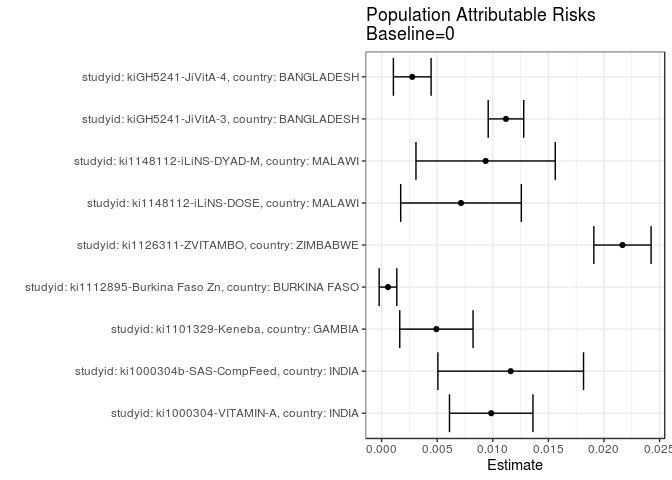 Population Attributable Risks
Baseline=0
studyid: kiGH5241-JiVitA-4, country: BANGLADESH
studyid: kiGH5241-JiVitA-3, country: BANGLADESH
studyid: ki1148112-iLiNS-DYAD-M, country: MALAWI
studyid: ki1148112-iLiNS-DOSE, country: MALAWI
studyid: ki1126311-ZVITAMBO, country: ZIMBABWE
studyid: ki1112895-Burkina Faso Zn, country: BURKINA FASO
studyid: ki1101329-Keneba, country: GAMBIA
studyid: ki1000304b-SAS-CompFeed, country: INDIA
studyid: ki1000304-VITAMIN-A, country: INDIA
0.000 0.005 0.010 0.015 0.020 0.025
Estimate